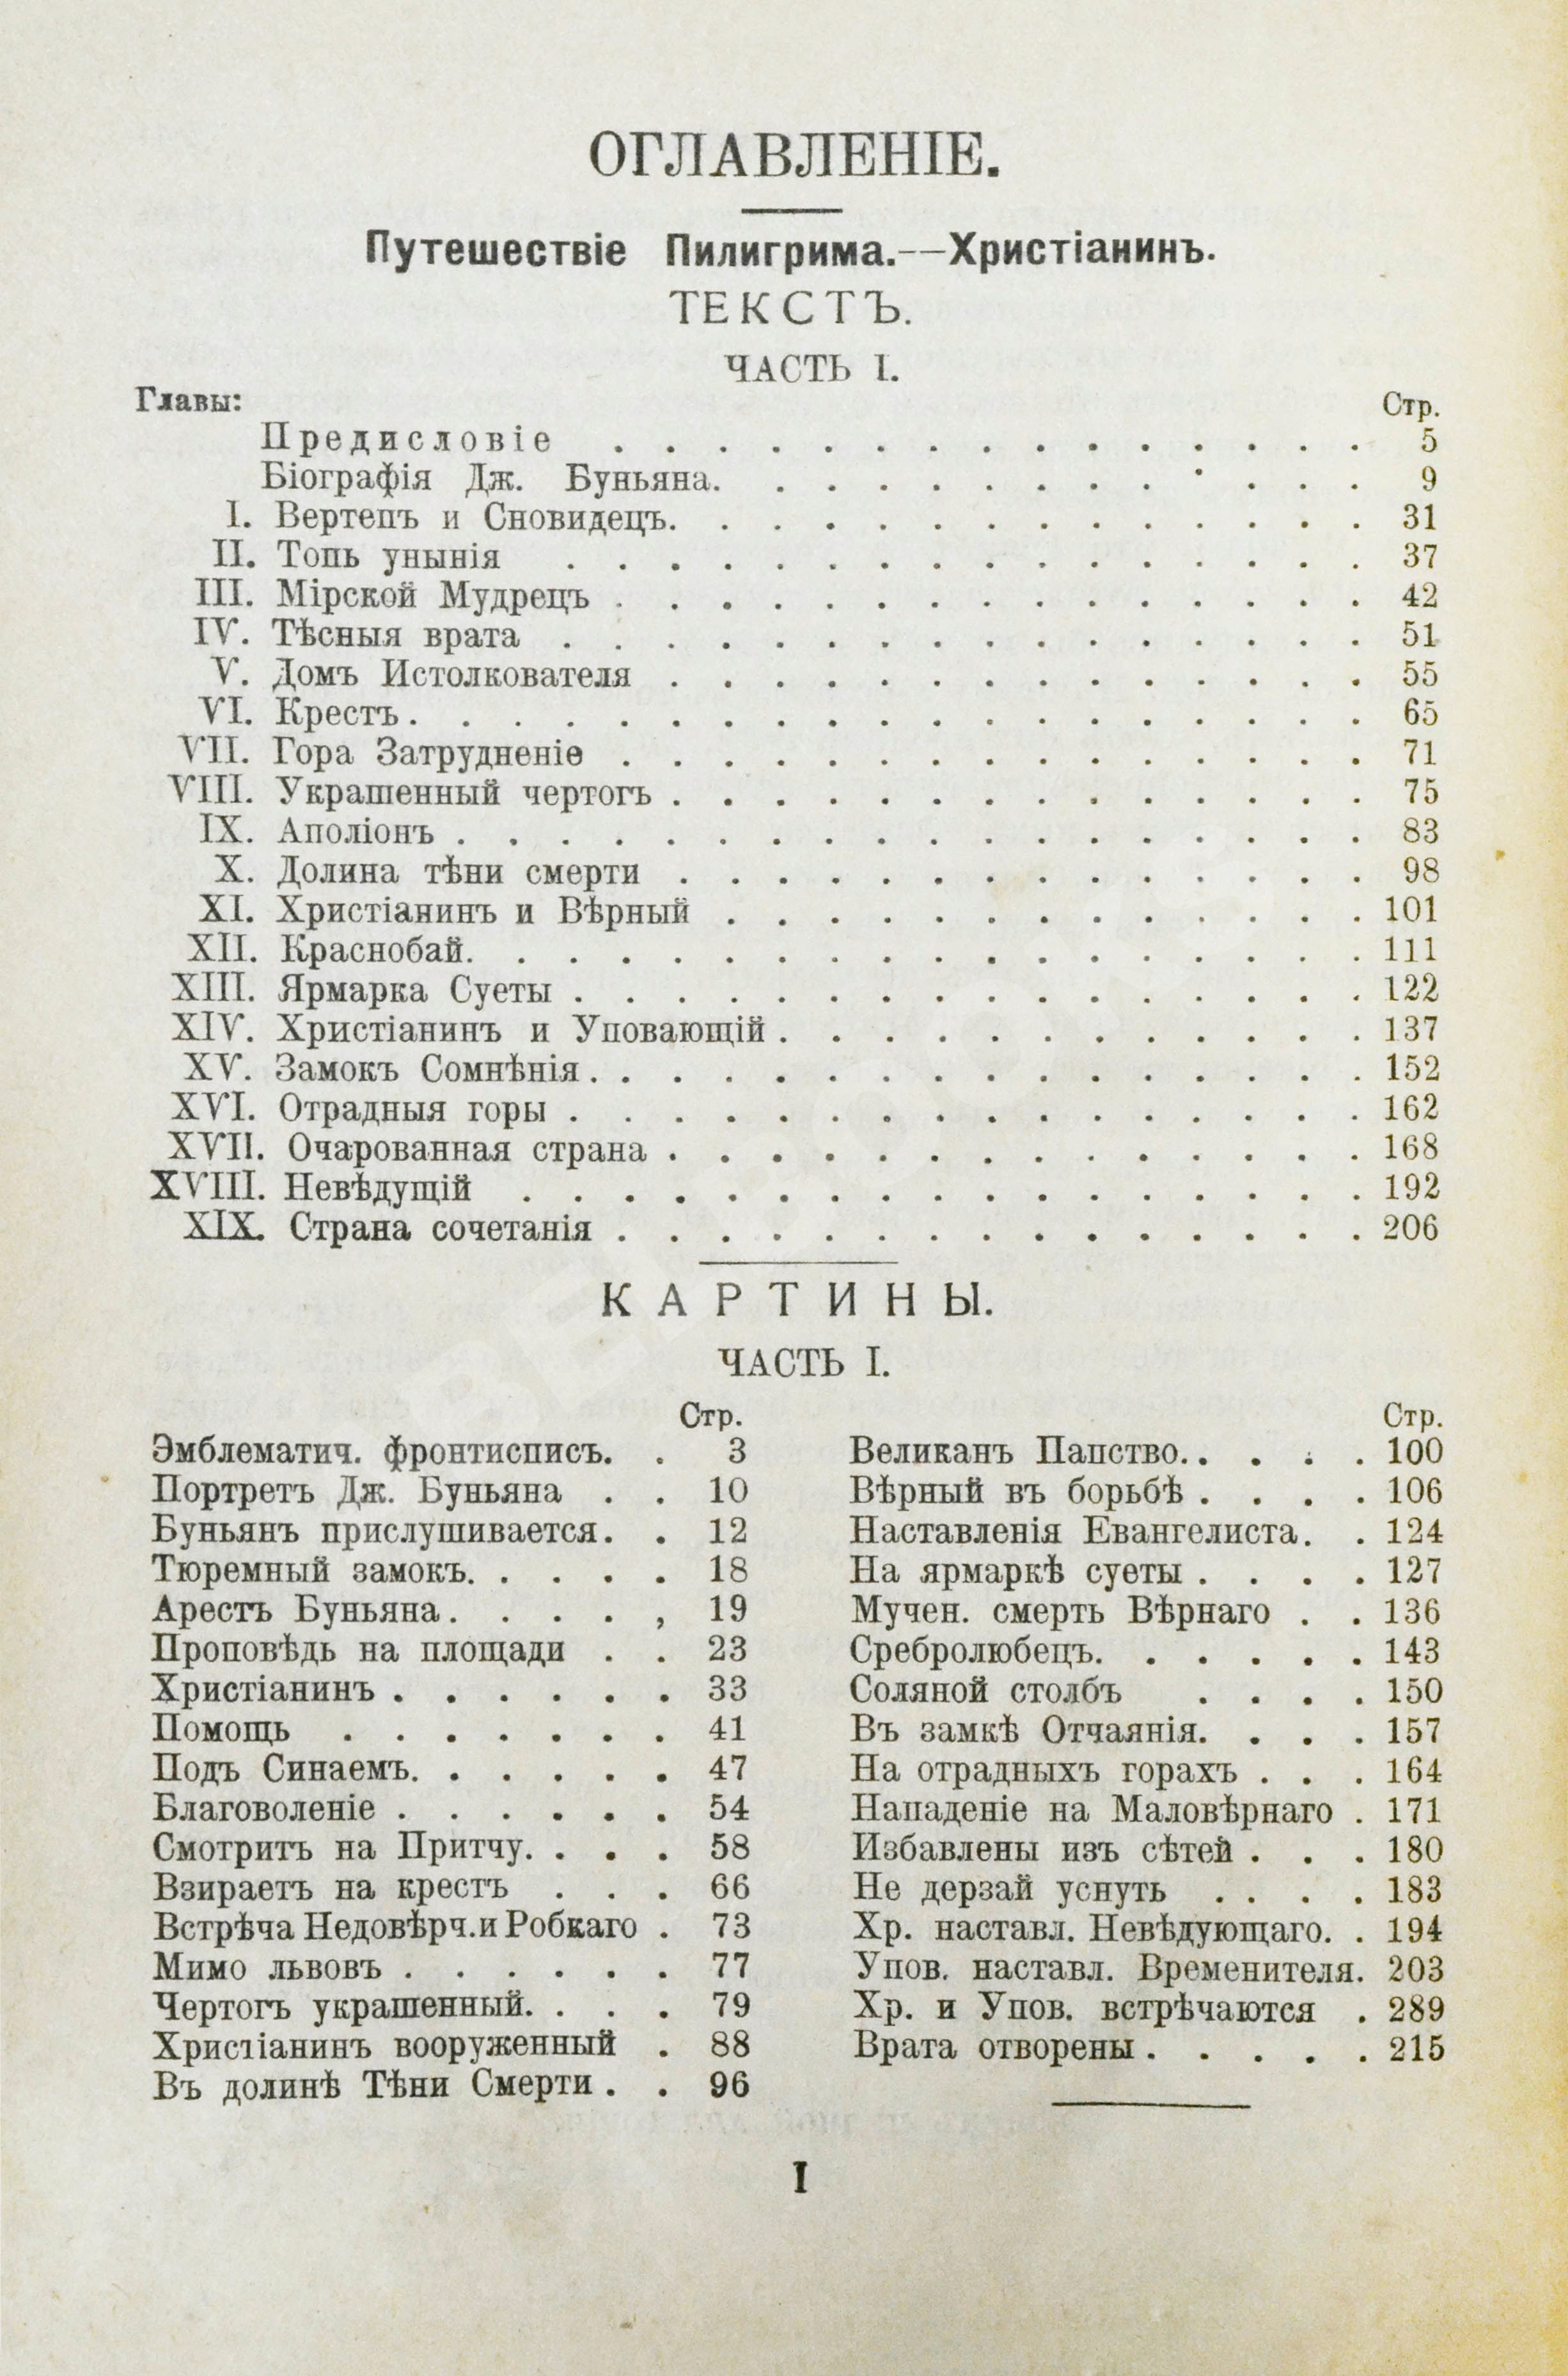 ОГЛАВЛЕНІЕ.
Путешествіе Пилигрима.--Христіанинъ.
ТЕКСТЪ.
ЧАСТЬ I.
Главы: Стр.
Предисловіе . . . . . . . . . . . . . . . 5
Біографія Дж. Буньяна. . . . . . . . . . . . . 9
I. Вертепъ и Сновидецъ. . . . . . . . . . . . . . 31
II. Топь унынія . . . . . . . . . . . . . . . . 37
III. Мірской Мудрецъ . . . . . . . . . . . . . . . 42
IV. Тѣсныя врата . . . . . . . . . . . . . . . . 51
V. Домъ Истолкователя . . . . . . . . . . . . . . 55
VI. Крестъ . . . . . . . . . . . . . . . . . . . 65
VII. Гора Затрудненіе . . . . . . . . . . . . . . . 71
VIII. Украшенный чертогъ . . . . . . . . . . . . . . 75
IX. Аполіонъ . . . . . . . . . . . . . . . . . . 83
X. Долина тѣни смерти . . . . . . . . . . . . . . 98
XI. Христіанинъ и Вѣрный . . . . . . . . . . . . . 101
XII. Краснобай. . . . . . . . . . . . . . . . . . 111
XIII. Ярмарка Суеты . . . . . . . . . . . . . . . . 122
XIV. Христіанинъ и Уповающій . . . . . . . . . . . . 137
XV. Замокъ Сомнѣнія . . . . . . . . . . . . . . . . 152
XVI. Отрадныя горы . . . . . . . . . . . . . . . . 162
XVII. Очарованная страна . . . . . . . . . . . . . . 168
XVIII. Невѣдущій . . . . . . . . . . . . . . . . . 192
XIX. Страна сочетанія . . . . . . . . . . . . . . . 206
КАРТИНЫ.
ЧАСТЬ I.
Стр.
Эмблематич. фронтисписъ. . 3
Портретъ Дж. Буньяна . . 10
Буньянъ прислушивается. . 12
Тюремный замокъ. . . . . 18
Арестъ Буньяна . . . . , 19
Проповѣдь на площади . . 23
Христіанинъ . . . . . . 33
Помощь . . . . . . . 41
Подъ Синаемъ. . . . . . 47
Благоволеніе . . . . . . 54
Смотритъ на Притчу. . . . 58
Взираетъ на крестъ . . . 66
Встрѣча Недовѣрч.и Робкаго . 73
Мимо львовъ . . . . . . 77
Чертогъ украшенный. . . . 79
Христіанинъ вооруженный . 88
Въ долинѣ Тѣни Смерти . . 96
Стр.
Великанъ Папство. . . . . 100
Вѣрный въ борьбѣ . . . . 106
Наставленія Евангелиста. . 124
На ярмаркѣ суеты . . . . 127
Мучен. смерть Вѣрнаго . . 136
Сребролюбецъ. . . . . . 143
Соляной столбъ . . . . 150
Въ замкѣ Отчаянія. . . . 157
На отрадныхъ горахъ . . . 164
Нападеніе на Маловѣрнаго . 171
Избавлены изъ сѣтей . . . 180
Не дерзай уснуть . . . . 183
Хр. наставл. Невѣдующаго. . 194
Упов. наставл. Временителя. 203
Хр. и Упов. встрѣчаются . 289
Врата отворены . . . . . 215
I